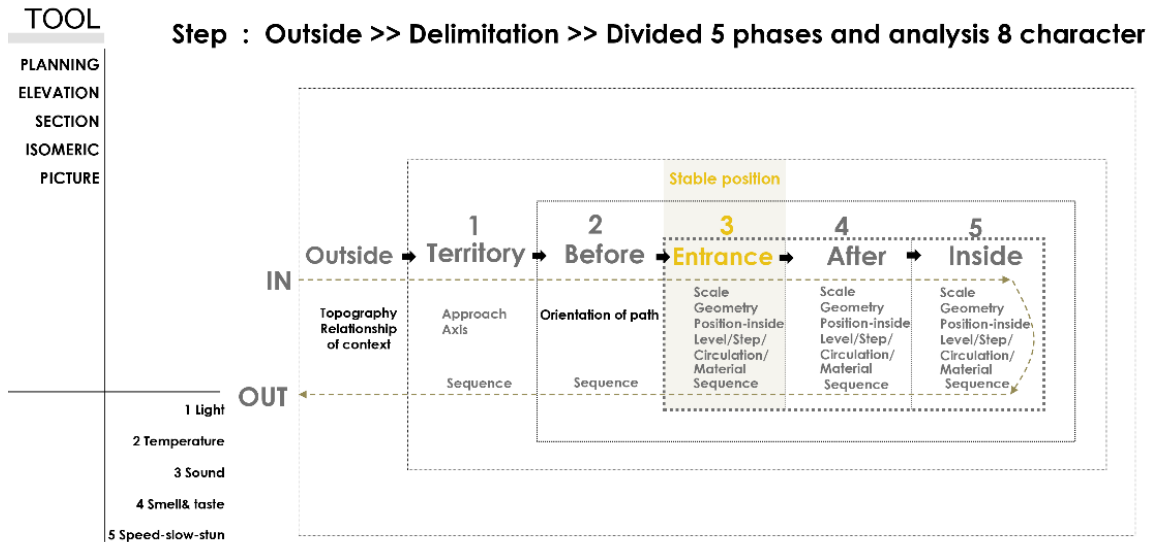 TOOL
Step : Outside >> Delimitation >> Divided 5 phases and analysis 8 character
PLANNING
ELEVATION
SECTION
ISOMERIC
PICTURE
Stable position
1
2
3
4
5
Outside
Territory
Before
Entrance
After
Inside
IN
Topography
Relationship
of context
Approach
Axis
Sequence
Orientation of path
Sequence
Scale
Geometry
Position-inside
Level/Step/
Circulation/
Material
Sequence
Scale
Geometry
Position-inside
Level/Step/
Circulation/
Material
Sequence
Scale
Geometry
Position-inside
Level/Step/
Circulation/
Material
Sequence
OUT
1 Light
2 Temperature
3 Sound
4 Smell& taste
5 Speed-slow-stun